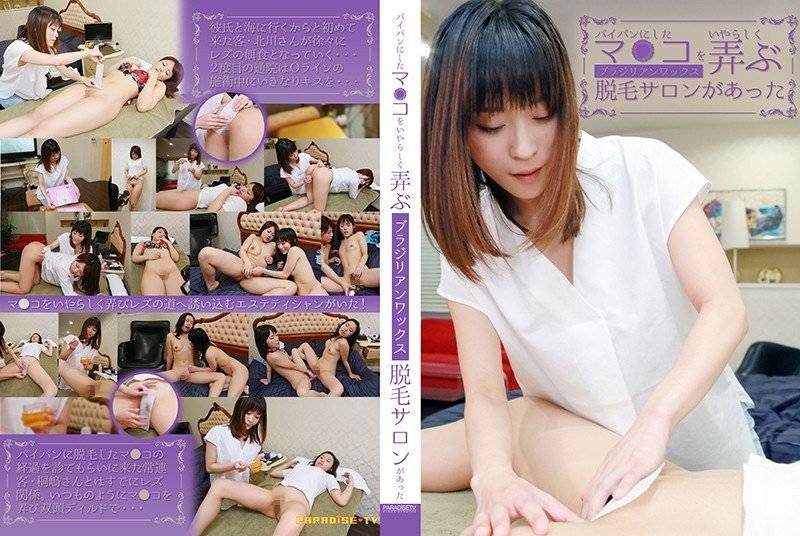 彼氏と海に行くからと初めて
来た客・北川さんが徐々に
レズの餌食となっていく・・・
2度目の通院はOラインの
施術中にいきなりキスを・・・
マ●コをいやらしく弄びレズの道へ誘い込むエステティシャンがいた！
パイパンに脱毛したマ●コの
経過を診てもらいに来た常連
客・桐嶋さんとはすでにレズ
関係。いつものようにマ●コを
弄び双頭ディルドで・・・
PARADISE TV
パイパンにした
マ●コをいやらしく
弄ぶ
ブラジリアンワックス
脱毛サロンがあった
PARADISETV
パイパンにした
マ●コをいやらしく弄ぶ
ブラジリアンワックス
脱毛サロンがあった